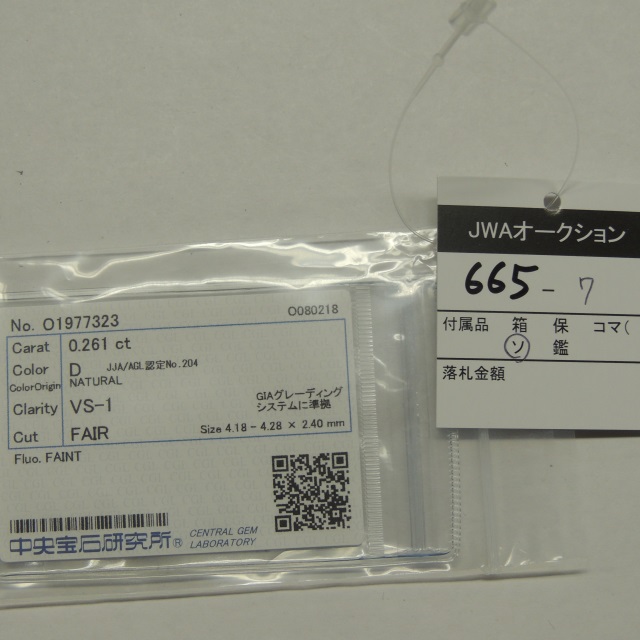 JWAオークション
665 - 7
付属品 箱 保 コマ(
ソ 鑑
落札金額
No. O1977323 O080218
Carat 0.261 ct
Color D JJA/AGL認定No.204
ColorOrigin NATURAL
Clarity VS-1 GIAグレーディング
システムに準拠
Cut FAIR Size 4.18 - 4.28 × 2.40 mm
Fluo. FAINT
中央宝石研究所® CENTRAL GEM
LABORATORY